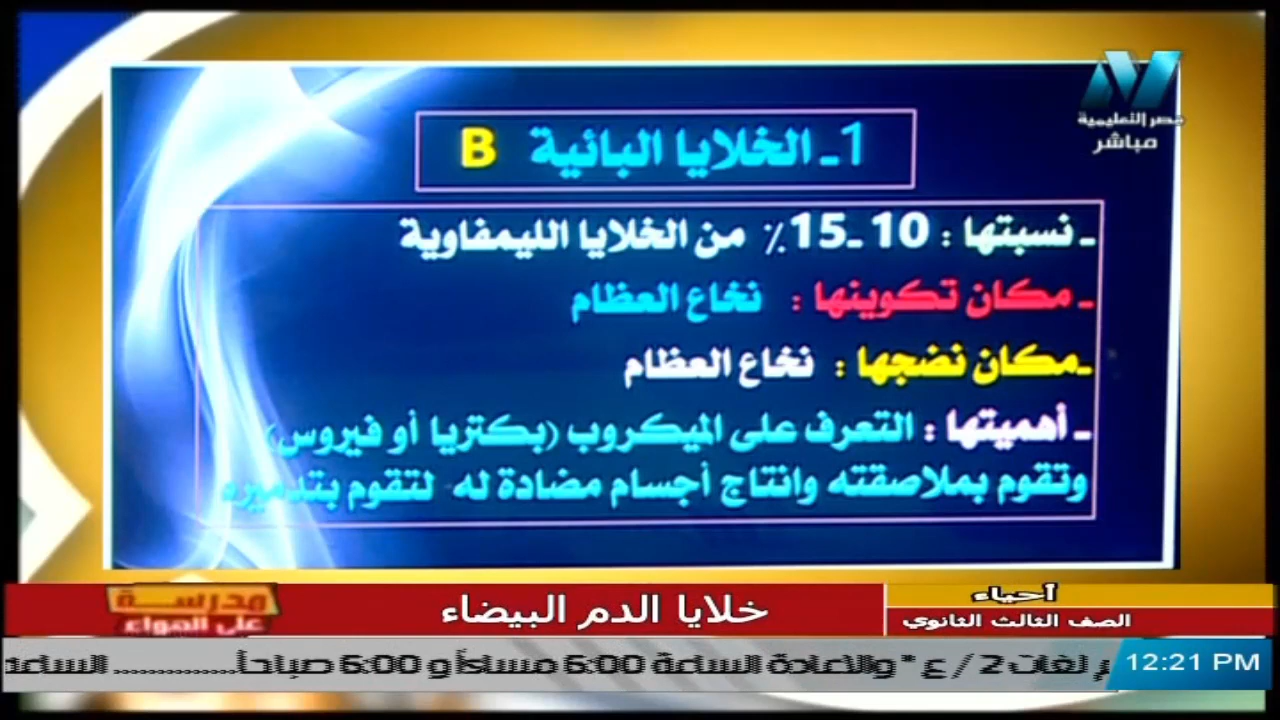 مصر التعليمية
مباشر
1ـ الخلايا البائية B
ـ نسبتها : 10 ـ15٪ من الخلايا الليمفاوية
ـ مكان تكوينها : نخاع العظام
ـمكان نضجها : نخاع العظام
ـ أهميتها : التعرف على الميكروب (بكتريا أو فيروس)
وتقوم بملاصقته وانتاج أجسام مضادة له لتقوم بتدميره
أحياء
الصف الثالث الثانوي
خلايا الدم البيضاء
مدرسة
على الهواء
لغات 2 / ع " والاعادة الساعة 6:00 مساءاً و 6:00 صباحاً.............. الساعة
12:21 PM